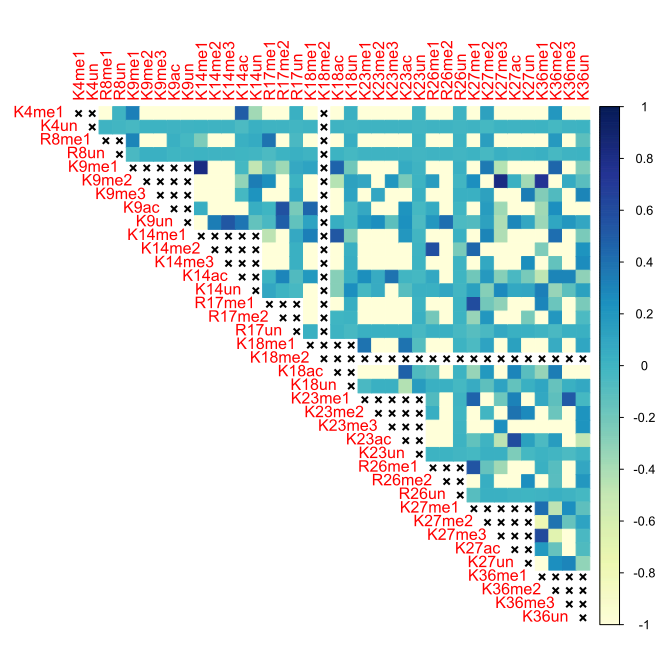 K4me1
K4un
R8me1
R8un
K9me1
K9me2
K9me3
K9ac
K9un
K14me1
K14me2
K14me3
K14ac
K14un
R17me1
R17me2
R17un
K18me1
K18me2
K18ac
K18un
K23me1
K23me2
K23me3
K23ac
K23un
R26me1
R26me2
R26un
K27me1
K27me2
K27me3
K27ac
K27un
K36me1
K36me2
K36me3
K36un
K4me1
K4un
R8me1
R8un
K9me1
K9me2
K9me3
K9ac
K9un
K14me1
K14me2
K14me3
K14ac
K14un
R17me1
R17me2
R17un
K18me1
K18me2
K18ac
K18un
K23me1
K23me2
K23me3
K23ac
K23un
R26me1
R26me2
R26un
K27me1
K27me2
K27me3
K27ac
K27un
K36me1
K36me2
K36me3
K36un
1
0.8
0.6
0.4
0.2
0
-0.2
-0.4
-0.6
-0.8
-1